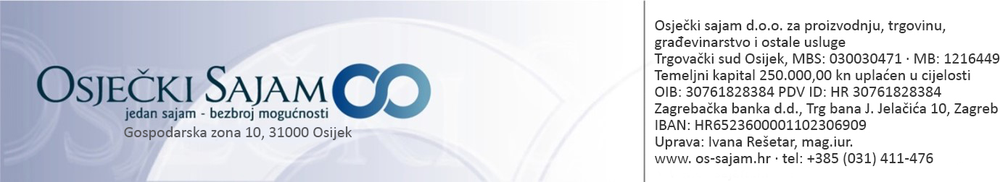 OSJEČKI SAJAM
jedan sajam - bezbroj mogućnosti
Gospodarska zona 10, 31000 Osijek
Osječki sajam d.o.o. za proizvodnju, trgovinu,
građevinarstvo i ostale usluge
Trgovački sud Osijek, MBS: 030030471 · MB: 1216449
Temeljni kapital 250.000,00 kn uplaćen u cijelosti
OIB: 30761828384 PDV ID: HR 30761828384
Zagrebačka banka d.d., Trg bana J. Jelačića 10, Zagreb
IBAN: HR6523600001102306909
Uprava: Ivana Rešetar, mag.iur.
www. os-sajam.hr · tel: +385 (031) 411-476